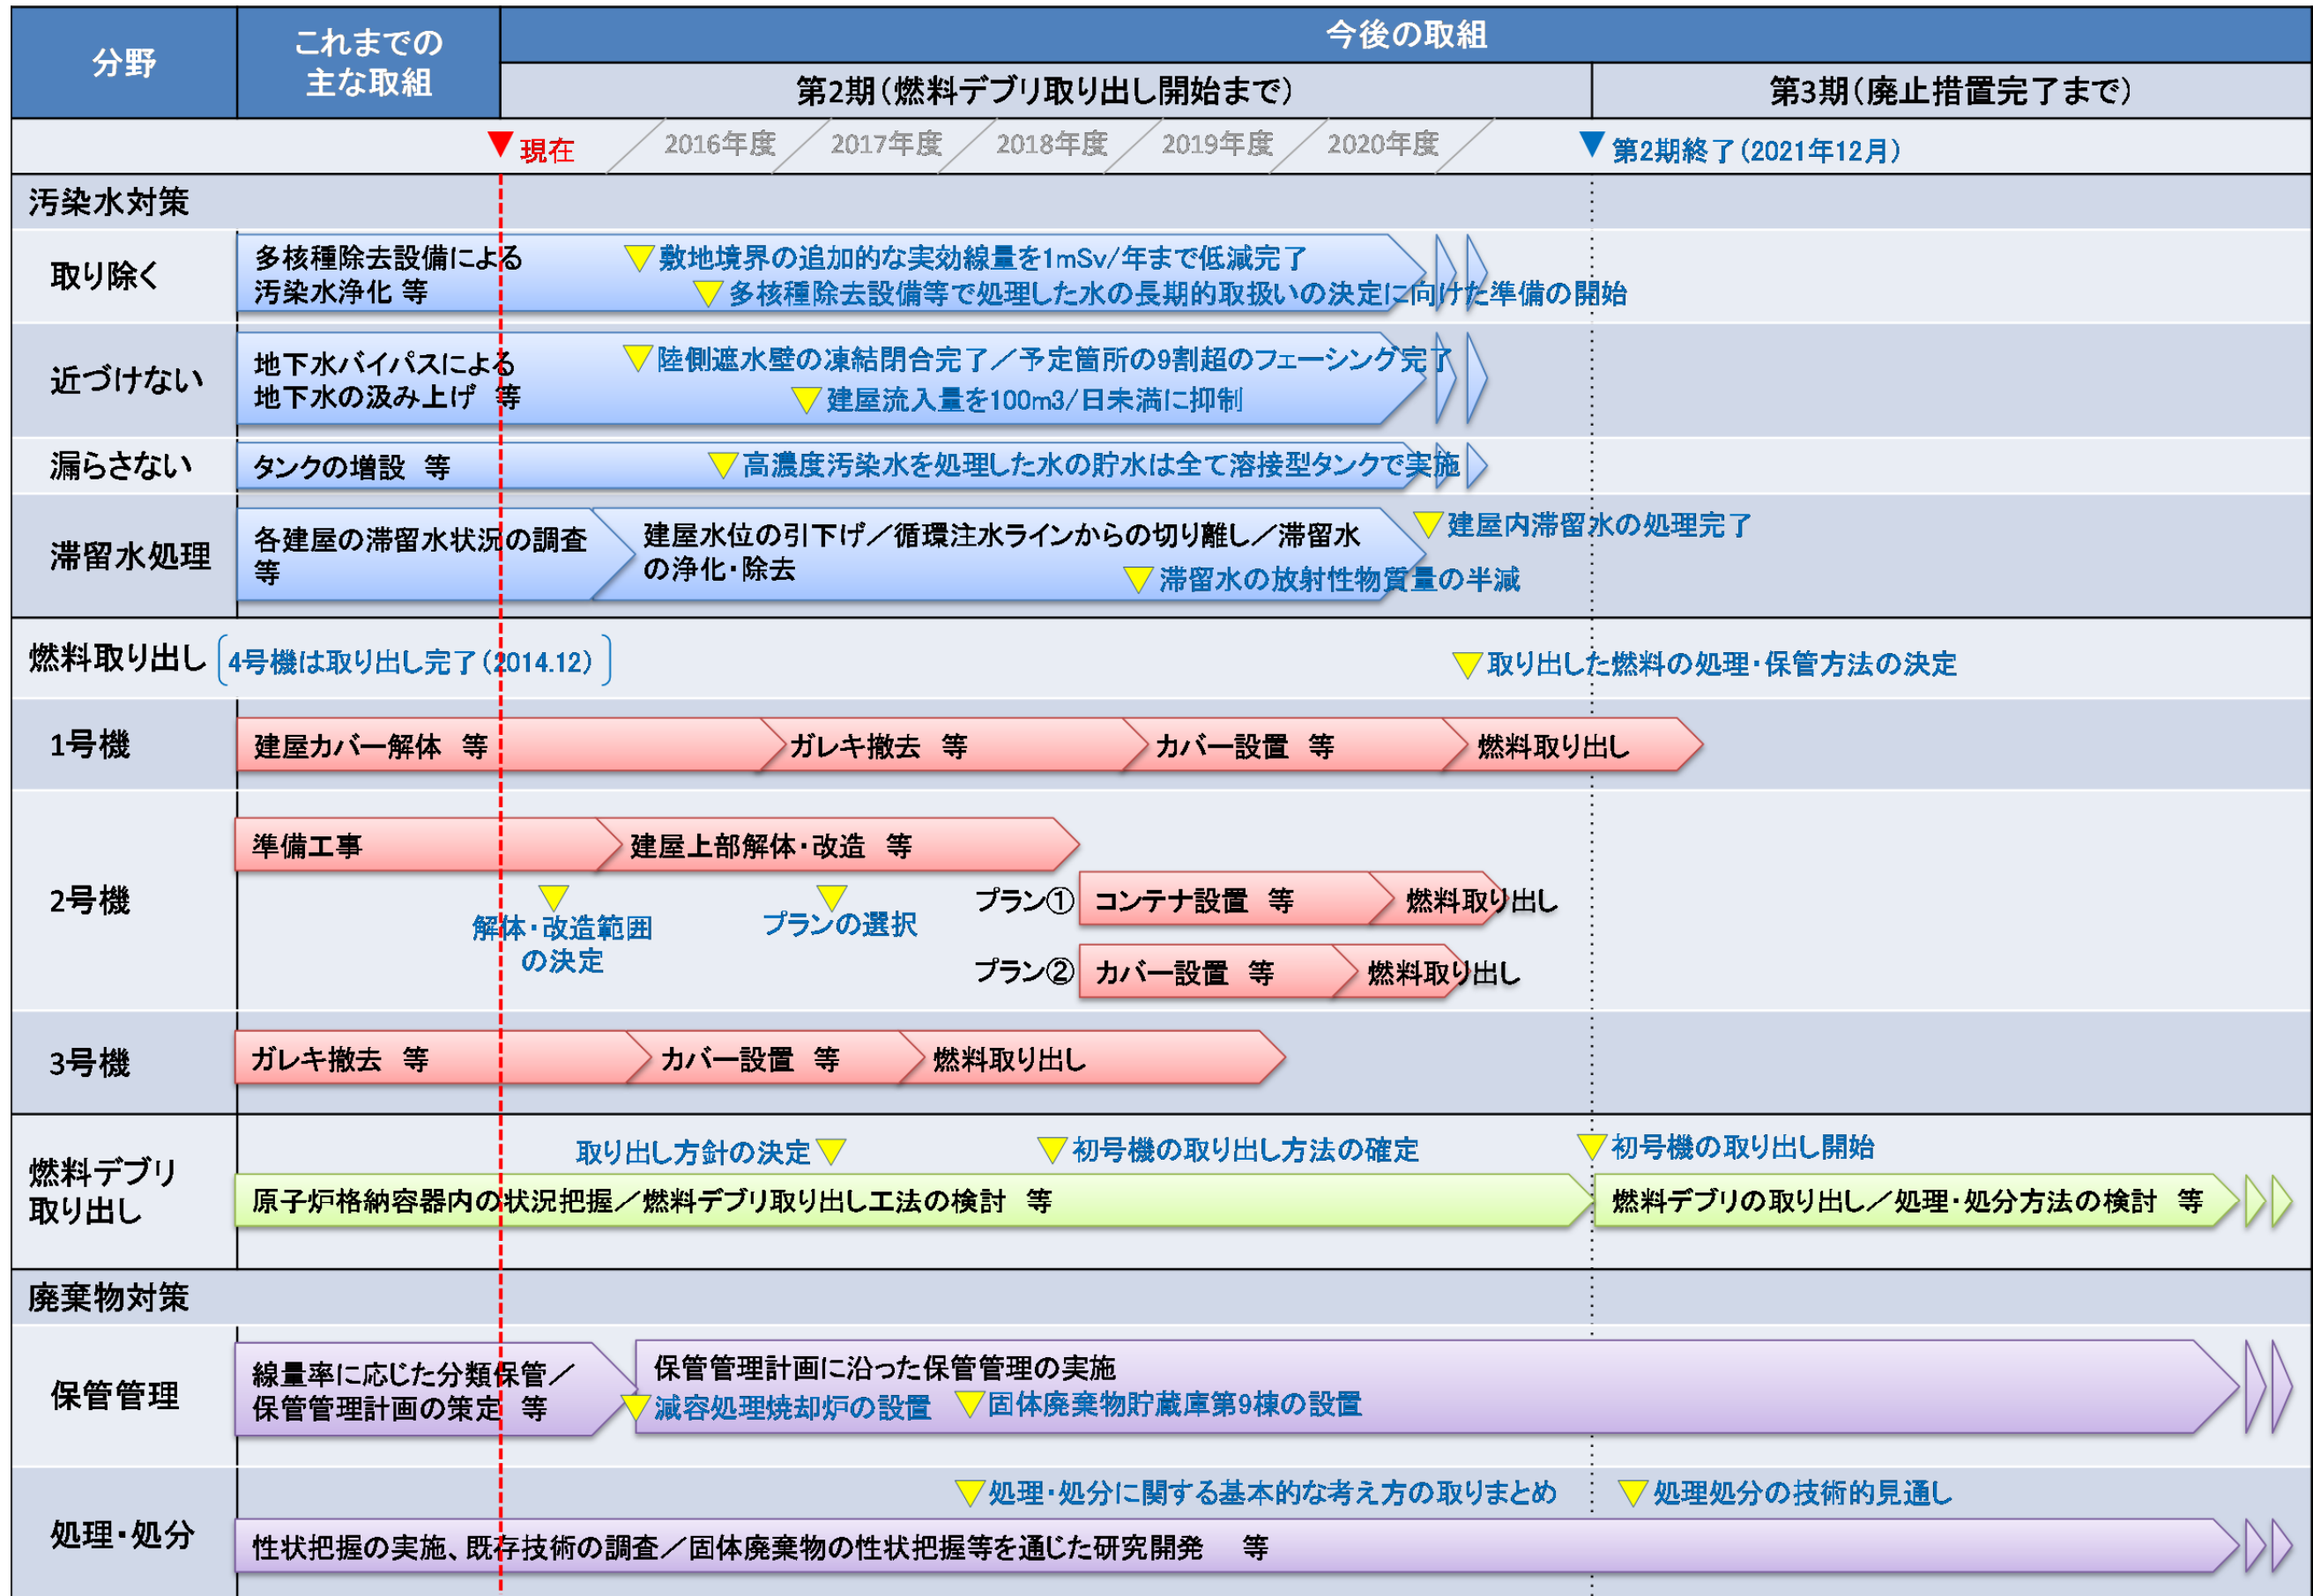 分野
これまでの
主な取組
今後の取組
第2期(燃料デブリ取り出し開始まで)
第3期(廃止措置完了まで)
現在
2016年度
2017年度
2018年度
2019年度
2020年度
第2期終了(2021年12月)
汚染水対策
取り除く
多核種除去設備による
汚染水浄化 等
敷地境界の追加的な実効線量を1mSv/年まで低減完了
多核種除去設備等で処理した水の長期的取扱いの決定に向けた準備の開始
近づけない
地下水バイパスによる
地下水の汲み上げ 等
陸側遮水壁の凍結閉合完了/予定箇所の9割超のフェーシング完了
建屋流入量を100m3/日未満に抑制
漏らさない
タンクの増設 等
高濃度汚染水を処理した水の貯水は全て溶接型タンクで実施
滞留水処理
各建屋の滞留水状況の調査
等
建屋水位の引下げ/循環注水ラインからの切り離し/滞留水
の浄化・除去
建屋内滞留水の処理完了
滞留水の放射性物質量の半減
燃料取り出し
4号機は取り出し完了(2014.12)
取り出した燃料の処理・保管方法の決定
1号機
建屋カバー解体 等
ガレキ撤去 等
カバー設置 等
燃料取り出し
2号機
準備工事
建屋上部解体・改造 等
解体・改造範囲
の決定
プランの選択
プラン①
コンテナ設置 等
燃料取り出し
プラン②
カバー設置 等
燃料取り出し
3号機
ガレキ撤去 等
カバー設置 等
燃料取り出し
燃料デブリ
取り出し
取り出し方針の決定
初号機の取り出し方法の確定
初号機の取り出し開始
原子炉格納容器内の状況把握/燃料デブリ取り出し工法の検討 等
燃料デブリの取り出し/処理・処分方法の検討 等
廃棄物対策
保管管理
線量率に応じた分類保管/
保管管理計画の策定 等
保管管理計画に沿った保管管理の実施
減容処理焼却炉の設置
固体廃棄物貯蔵庫第9棟の設置
処理・処分
処理・処分に関する基本的な考え方の取りまとめ
処理処分の技術的見通し
性状把握の実施、既存技術の調査/固体廃棄物の性状把握等を通じた研究開発 等